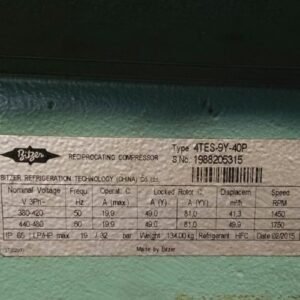 Bitzer
RECIPROCATING COMPRESSOR
Type 4TES-9Y-40P
S No. 1988205315
BITZER REFRIGERATION TECHNOLOGY (CHINA) CO.,Ltd.
Nominal Voltage Frequ Operat. C. Locked Rotor C. Displacem Speed
V 3PH~ Hz A (max) A (Y) A (YY) m³/h RPM
380-420 50 19.9 49.0 81.0 41.3 1450
440-480 60 19.9 49.0 81.0 49.9 1750
IP 65 LP/HP max 19 / 32 bar Weight 134.00 kg Refrigerant HFC Date 02/2015
Made by Bitzer